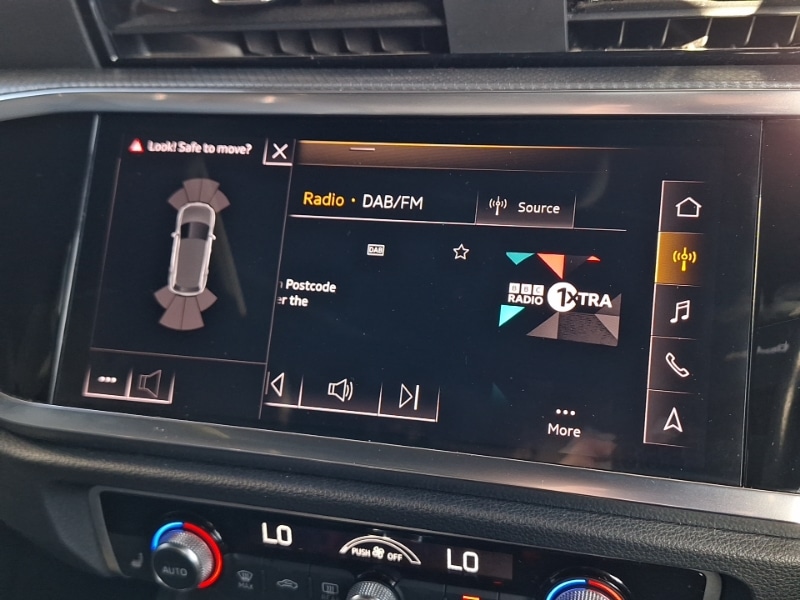 Look! Safe to move?
Radio • DAB/FM
Source
DAB
Postcode
the
BBC
RADIO 1XTRA
More
LO
PUSH OFF
LO
AUTO
MAX